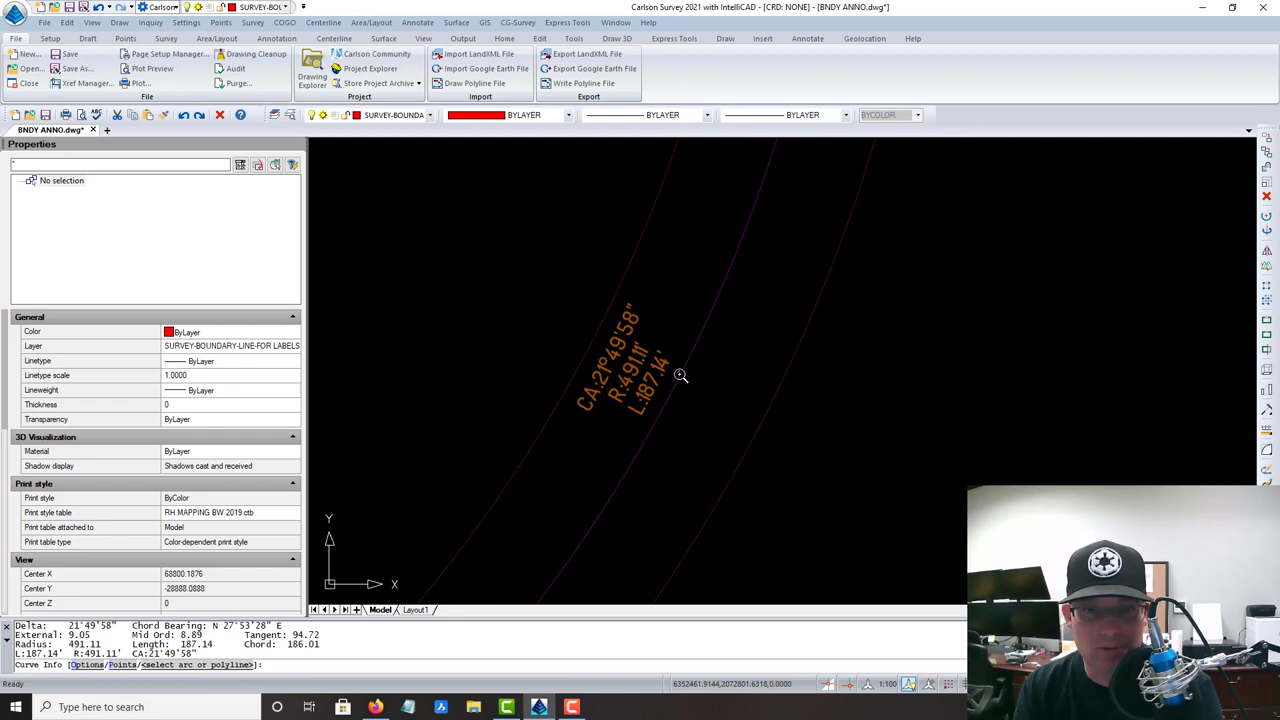 Carlson SURVEY-BOU Carlson Survey 2021 with IntelliCAD - [CRD: NONE] - [BNDY ANNO.dwg*]
File Edit View Draw Inquiry Settings Points Survey COGO Centerline Area/Layout Annotate Surface GIS CG-Survey Express Tools Window Help
File Setup Draft Points Survey Area/Layout Annotation Centerline Surface View Output Home Edit Tools Draw 3D Express Tools Draw Insert Annotate Geolocation
New... Save Page Setup Manager... Drawing Cleanup Carlson Community Import LandXML File Export LandXML File
Open... Save As... Plot Preview Audit Project Explorer Import Google Earth File Export Google Earth File
Close Xref Manager... Plot... Purge... Drawing Explorer Store Project Archive Draw Polyline File Write Polyline File
File Project Import Export
SURVEY-BOUNDA BYLAYER BYLAYER BYLAYER BYCOLOR
BNDY ANNO.dwg*
Properties
*
No selection
General
Color ByLayer
Layer SURVEY-BOUNDARY-LINE-FOR LABELS
Linetype ByLayer
Linetype scale 1.0000
Lineweight ByLayer
Thickness 0
Transparency ByLayer
3D Visualization
Material ByLayer
Shadow display Shadows cast and received
Print style
Print style ByColor
Print style table RH MAPPING BW 2019.ctb
Print table attached to Model
Print table type Color-dependent print style
View
Center X 68800.1876
Center Y -28888.0888
Center Z 0
CA:21°49'58"
R:491.11'
L:187.14'
Y
X
Model Layout1
Delta: 21°49'58" Chord Bearing: N 27°53'28" E
External: 9.05 Mid Ord: 8.89 Tangent: 94.72
Radius: 491.11 Length: 187.14 Chord: 186.01
L:187.14' R:491.11' CA:21°49'58"
Curve Info [Options/Points/<select arc or polyline>]:
Ready 6352461.9144,2072801.6318,0.0000 1:100
Type here to search